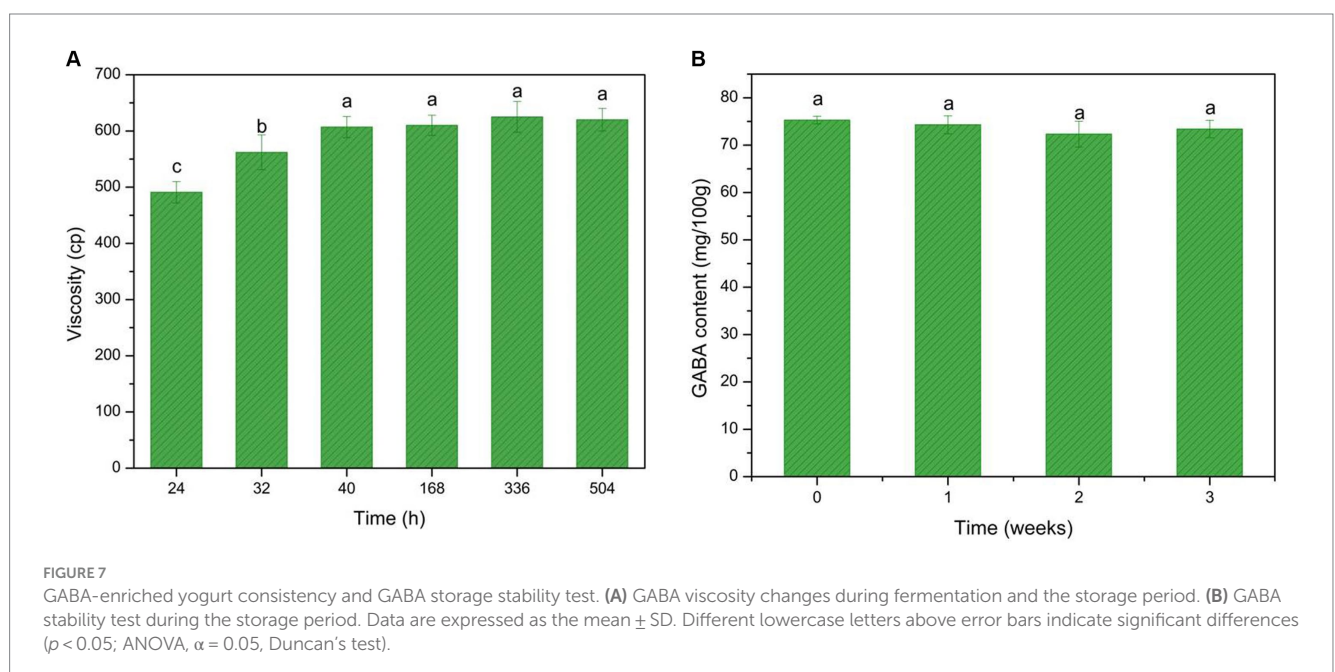 A
B
700
600
500
400
300
200
100
0
Viscosity (cp)
c
b
a
a
a
a
24 32 40 168 336 504
Time (h)
80
70
60
50
40
30
20
10
0
GABA content (mg/100g)
a
a
a
a
0 1 2 3
Time (weeks)
FIGURE 7
GABA-enriched yogurt consistency and GABA storage stability test. (A) GABA viscosity changes during fermentation and the storage period. (B) GABA
stability test during the storage period. Data are expressed as the mean ± SD. Different lowercase letters above error bars indicate significant differences
(p < 0.05; ANOVA, α = 0.05, Duncan’s test).